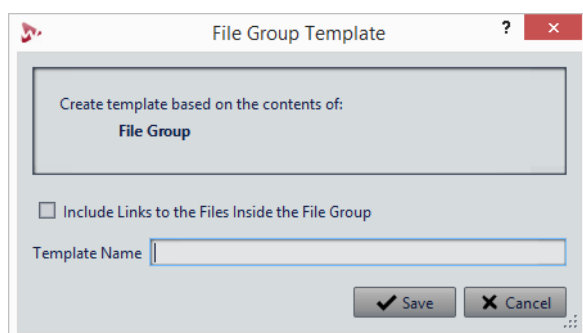 File Group Template
?
Create template based on the contents of:
File Group
Include Links to the Files Inside the File Group
Template Name
Save
Cancel